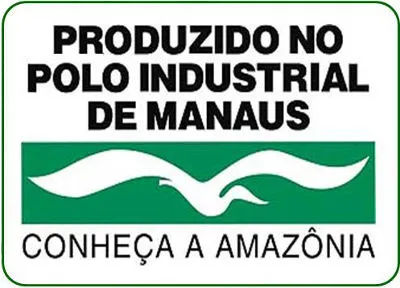 PRODUZIDO NO
POLO INDUSTRIAL
DE MANAUS
CONHEÇA A AMAZÔNIA